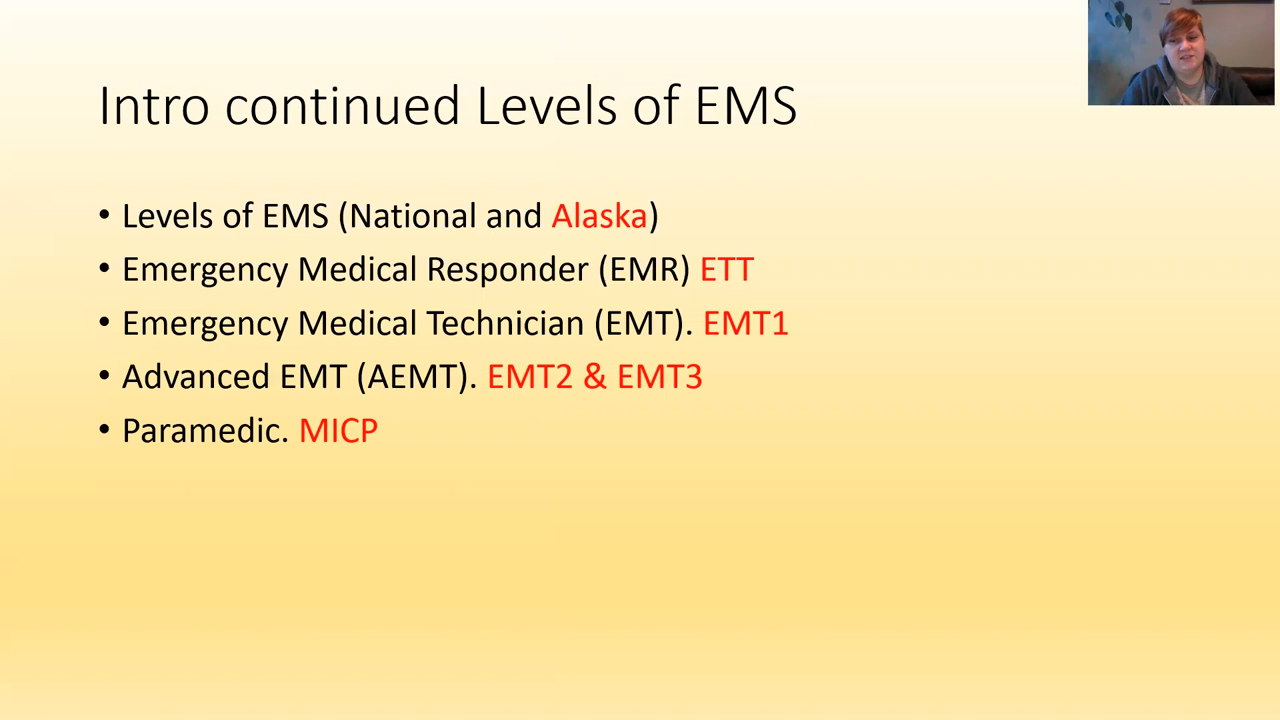 Intro continued Levels of EMS
• Levels of EMS (National and Alaska)
• Emergency Medical Responder (EMR) ETT
• Emergency Medical Technician (EMT). EMT1
• Advanced EMT (AEMT). EMT2 & EMT3
• Paramedic. MICP